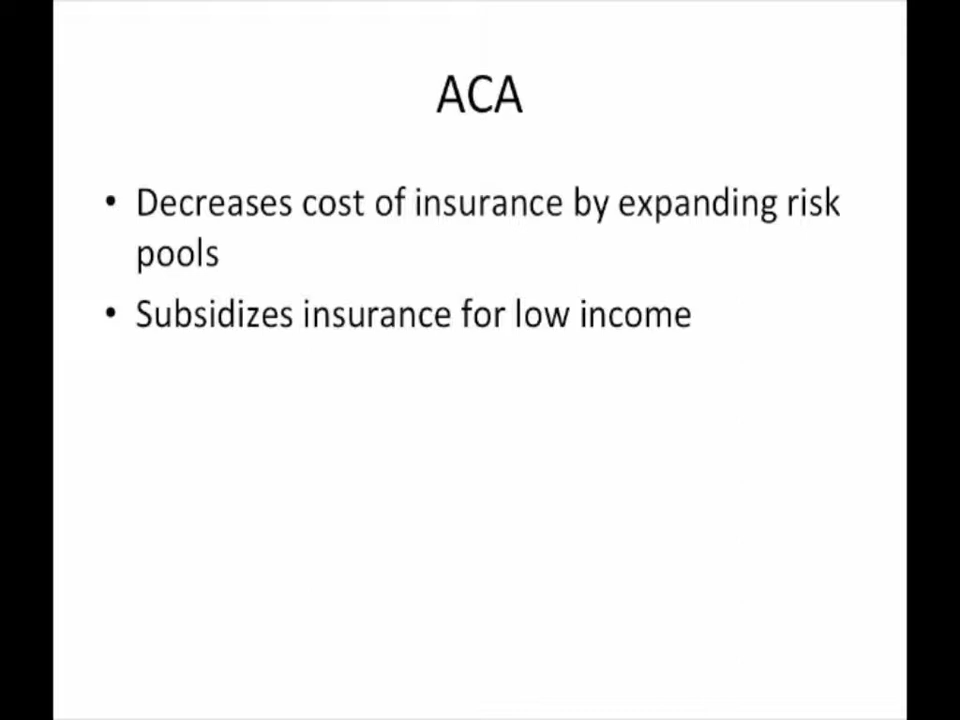 ACA
• Decreases cost of insurance by expanding risk
pools
• Subsidizes insurance for low income